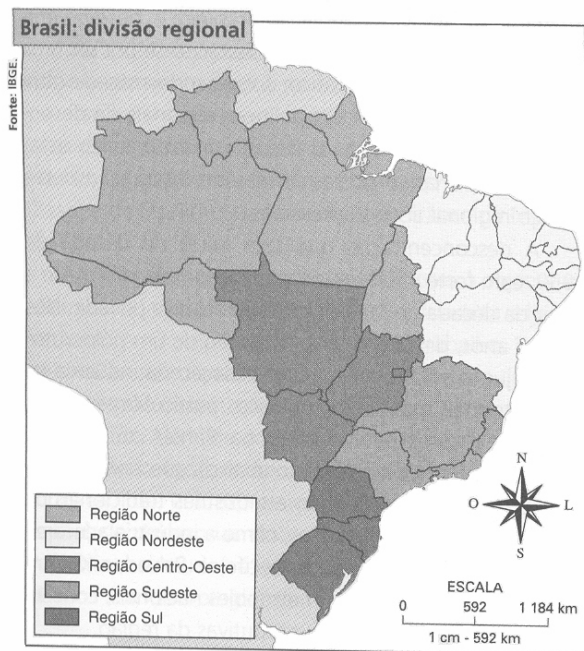 Brasil: divisão regional
Fonte: IBGE.
N
O
L
S
Região Norte
Região Nordeste
Região Centro-Oeste
Região Sudeste
Região Sul
ESCALA
0 592 1 184 km
1 cm - 592 km